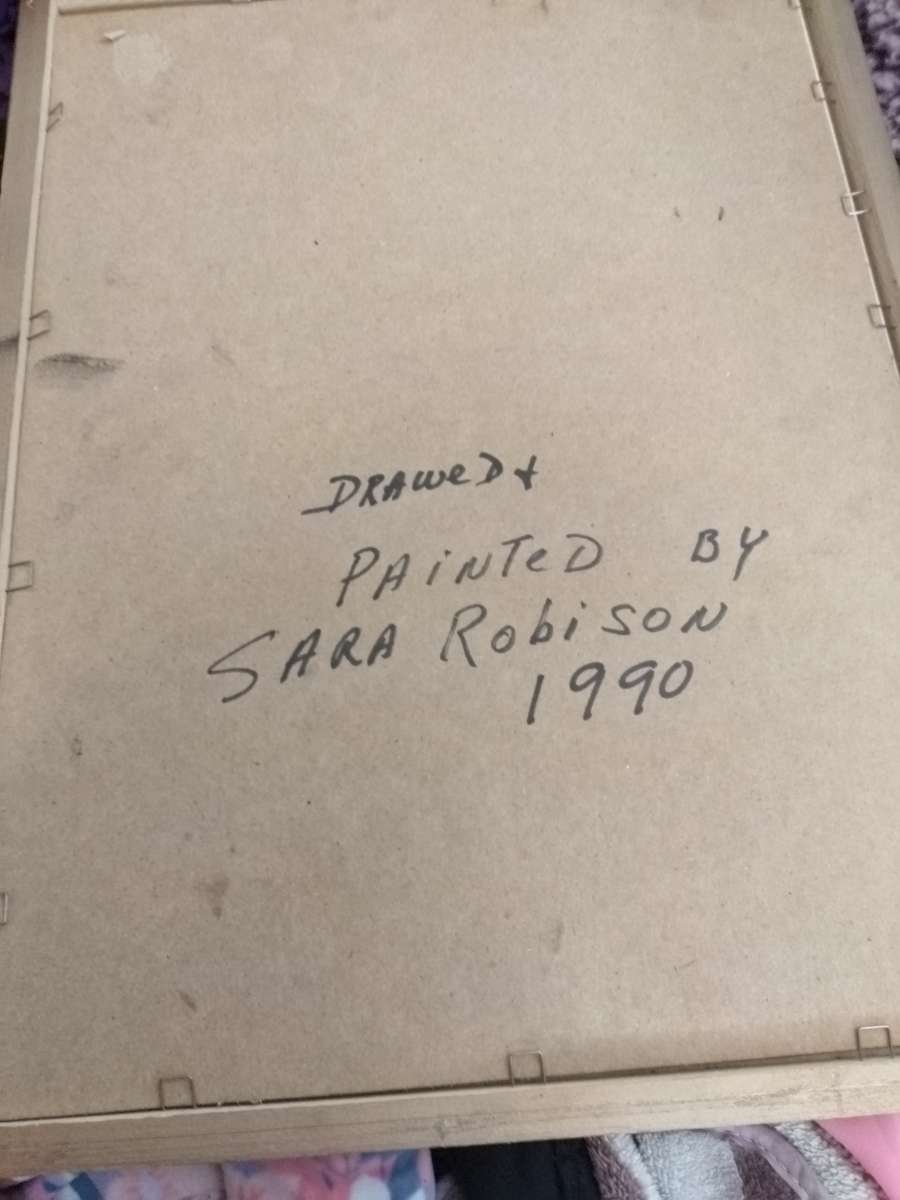 DRAWeD +
PAiNTeD BY
SARA RobisoN
1990